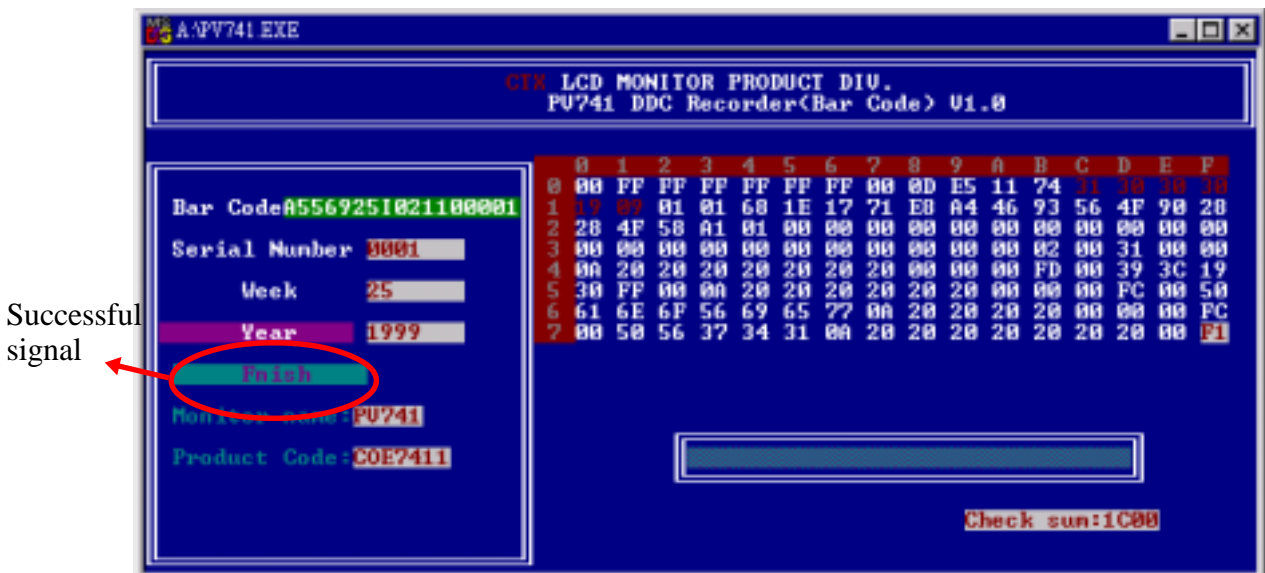 A:\PV741.EXE
CTX LCD MONITOR PRODUCT DIV.
PV741 DDC Recorder(Bar Code) V1.0
Bar Code A556925I021100001
Serial Number 0001
Week 25
Year 1999
Fnish
Monitor name:PV741
Product Code:COE7411
Successful
signal
0 1 2 3 4 5 6 7 8 9 A B C D E F
0 00 FF FF FF FF FF FF 00 0D E5 11 74 31 30 30 30
1 19 09 01 01 68 1E 17 71 E8 A4 46 93 56 4F 90 28
2 28 4F 58 A1 01 00 00 00 00 00 00 00 00 00 00 00
3 00 00 00 00 00 00 00 00 00 00 00 02 00 31 00 00
4 0A 20 20 20 20 20 20 20 00 00 00 FD 00 39 3C 19
5 30 FF 00 0A 20 20 20 20 20 20 00 00 00 FC 00 50
6 61 6E 6F 56 69 65 77 0A 20 20 20 20 00 00 00 FC
7 00 50 56 37 34 31 0A 20 20 20 20 20 20 20 00 F1
Check sum:1C00